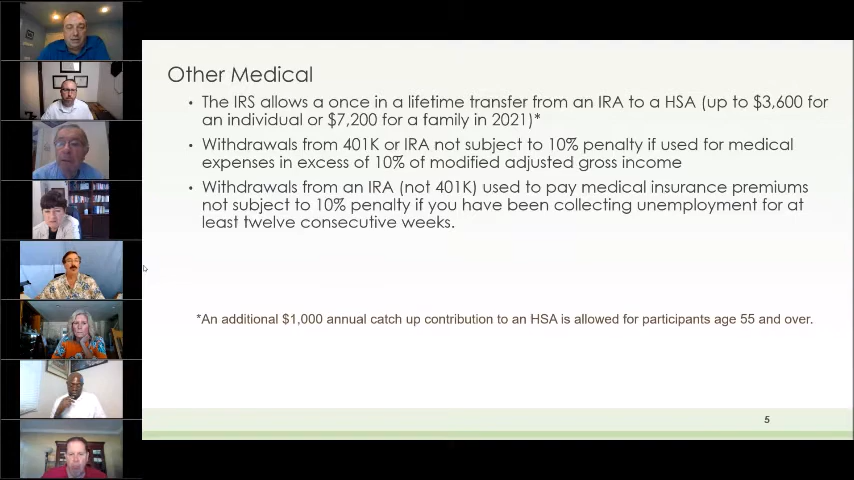 Other Medical
• The IRS allows a once in a lifetime transfer from an IRA to a HSA (up to $3,600 for
an individual or $7,200 for a family in 2021)*
• Withdrawals from 401K or IRA not subject to 10% penalty if used for medical
expenses in excess of 10% of modified adjusted gross income
• Withdrawals from an IRA (not 401K) used to pay medical insurance premiums
not subject to 10% penalty if you have been collecting unemployment for at
least twelve consecutive weeks.
*An additional $1,000 annual catch up contribution to an HSA is allowed for participants age 55 and over.
5